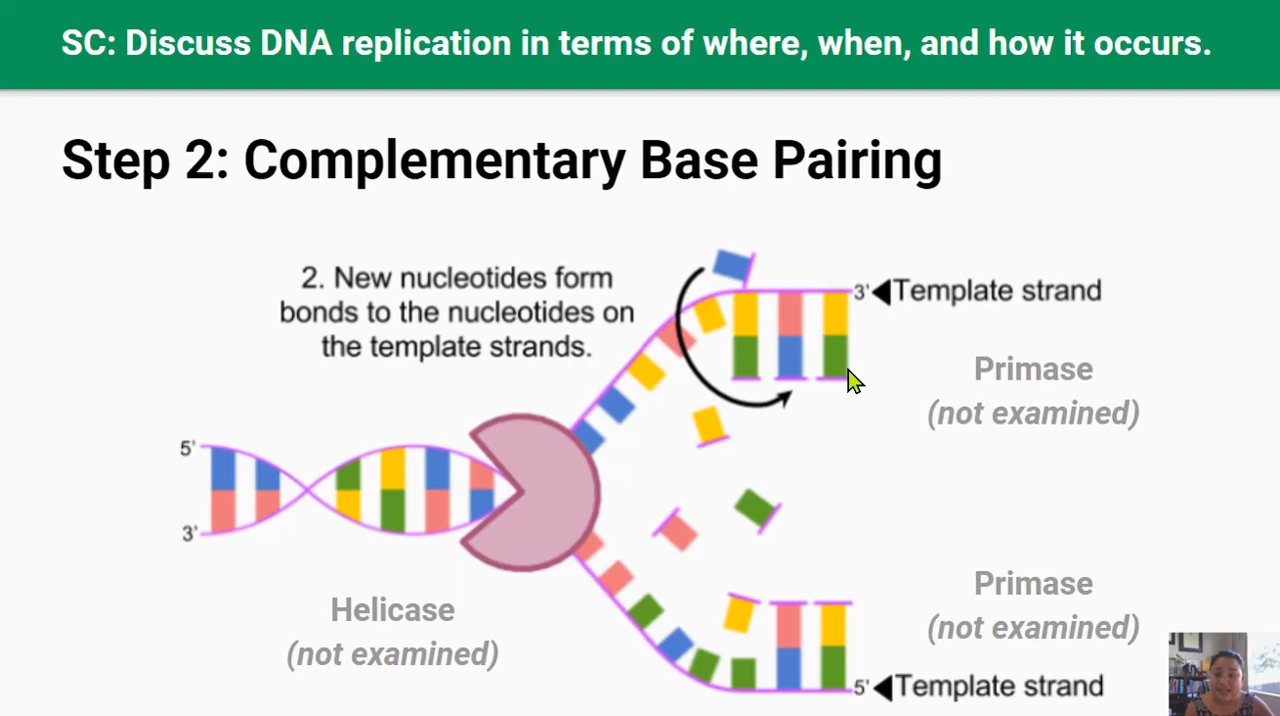 SC: Discuss DNA replication in terms of where, when, and how it occurs.
Step 2: Complementary Base Pairing
2. New nucleotides form
bonds to the nucleotides on
the template strands.
3' Template strand
Primase
(not examined)
5'
3'
Helicase
(not examined)
Primase
(not examined)
5' Template strand